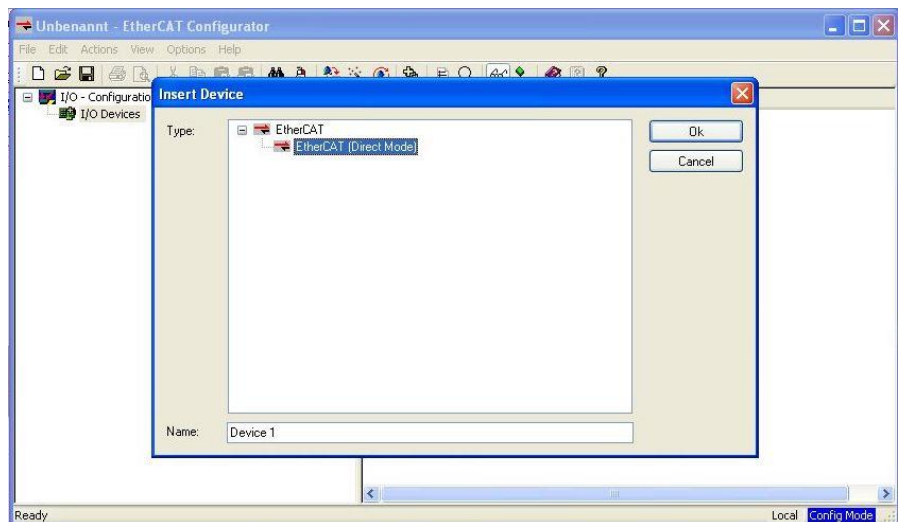 Unbenannt - EtherCAT Configurator
File Edit Actions View Options Help
I/O - Configuratio
I/O Devices
Insert Device
Type:
EtherCAT
EtherCAT (Direct Mode)
Ok
Cancel
Name: Device 1
Ready Local Config Mode